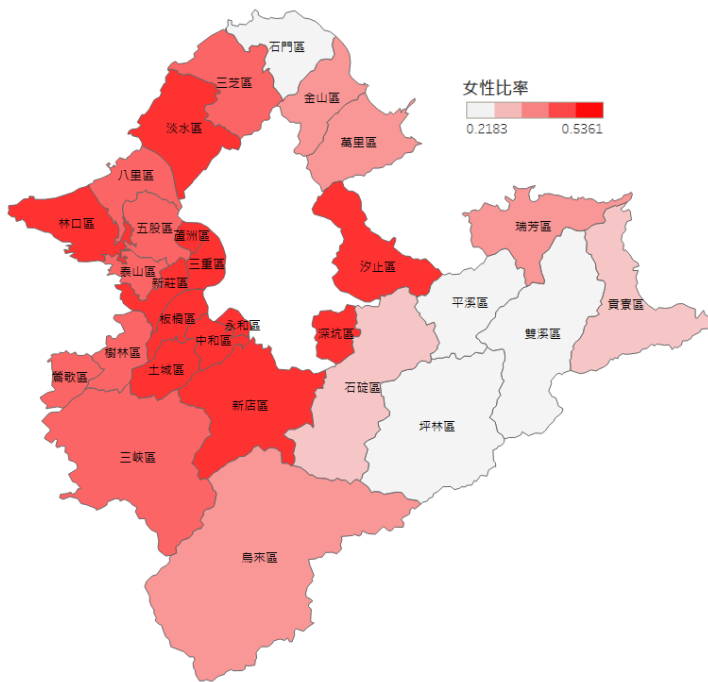 石門區
三芝區
女性比率
金山區
0.2183
0.5361
淡水區
萬里區
八里區
林口區
五股區
蘆洲區
瑞芳區
三重區
汐止區
泰山區
新莊區
平溪區
貢寮區
板橋區
永和區
深坑區
雙溪區
中和區
樹林區
土城區
鶯歌區
石碇區
新店區
坪林區
三峽區
烏來區